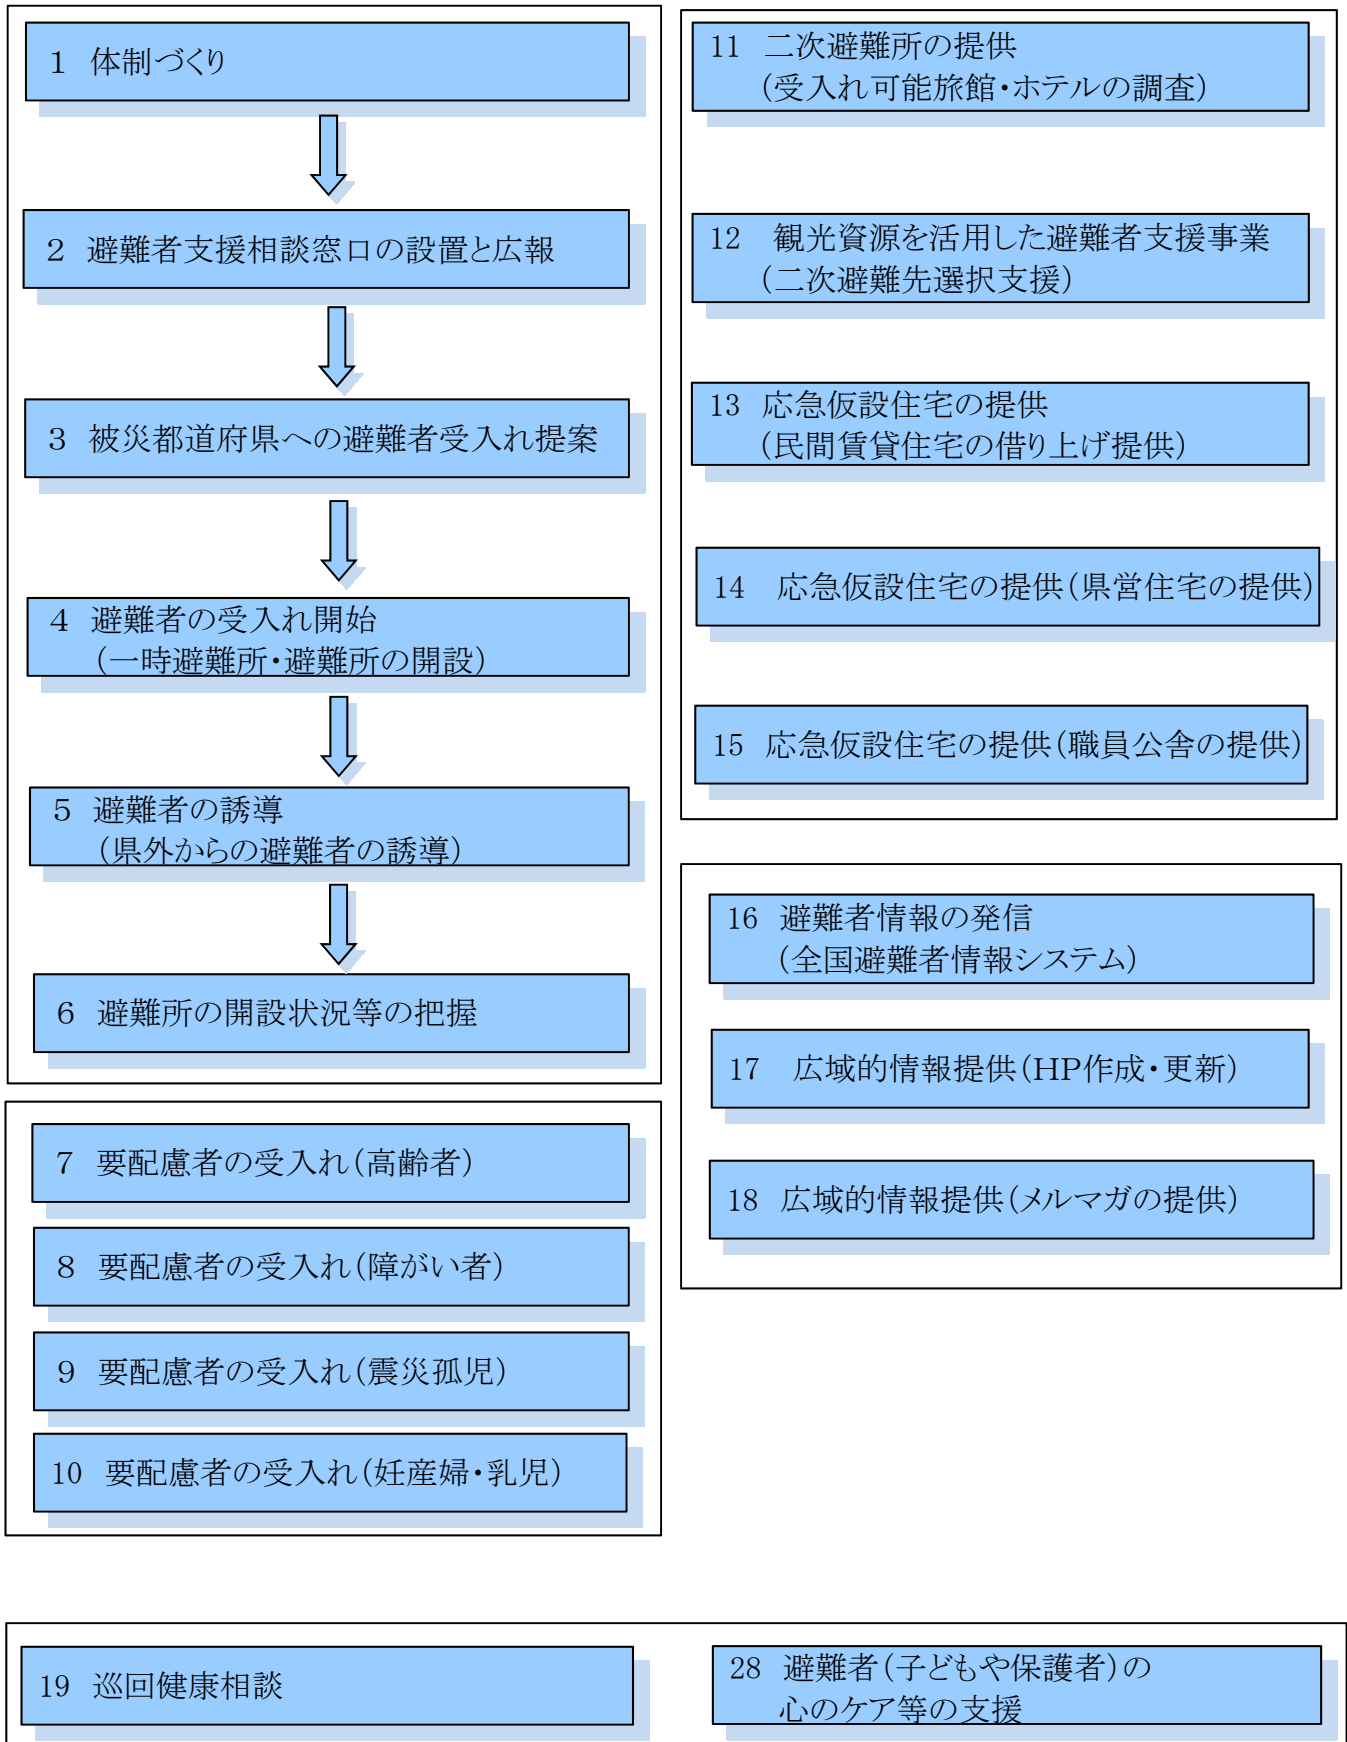 1 体制づくり
2 避難者支援相談窓口の設置と広報
3 被災都道府県への避難者受入れ提案
4 避難者の受入れ開始
(一時避難所・避難所の開設)
5 避難者の誘導
(県外からの避難者の誘導)
6 避難所の開設状況等の把握
7 要配慮者の受入れ(高齢者)
8 要配慮者の受入れ(障がい者)
9 要配慮者の受入れ(震災孤児)
10 要配慮者の受入れ(妊産婦・乳児)
11 二次避難所の提供
(受入れ可能旅館・ホテルの調査)
12 観光資源を活用した避難者支援事業
(二次避難先選択支援)
13 応急仮設住宅の提供
(民間賃貸住宅の借り上げ提供)
14 応急仮設住宅の提供(県営住宅の提供)
15 応急仮設住宅の提供(職員公舎の提供)
16 避難者情報の発信
(全国避難者情報システム)
17 広域的情報提供(HP作成・更新)
18 広域的情報提供(メルマガの提供)
19 巡回健康相談
28 避難者(子どもや保護者)の
心のケア等の支援